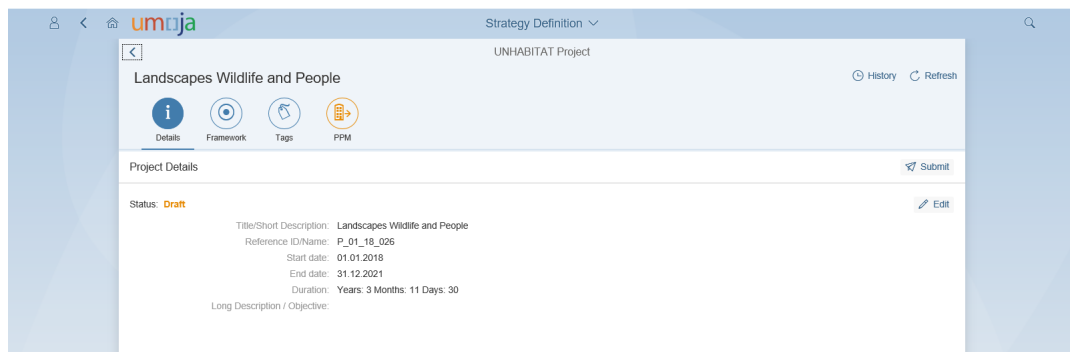 umoja
Strategy Definition
UNHABITAT Project
Landscapes Wildlife and People
History Refresh
Details Framework Tags PPM
Project Details Submit
Status: Draft Edit
Title/Short Description: Landscapes Wildlife and People
Reference ID/Name: P_01_18_026
Start date: 01.01.2018
End date: 31.12.2021
Duration: Years: 3 Months: 11 Days: 30
Long Description / Objective: